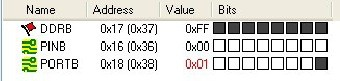 Name Address Value Bits
DDRB 0x17 (0x37) 0xFF
PINB 0x16 (0x36) 0x00
PORTB 0x18 (0x38) 0x01